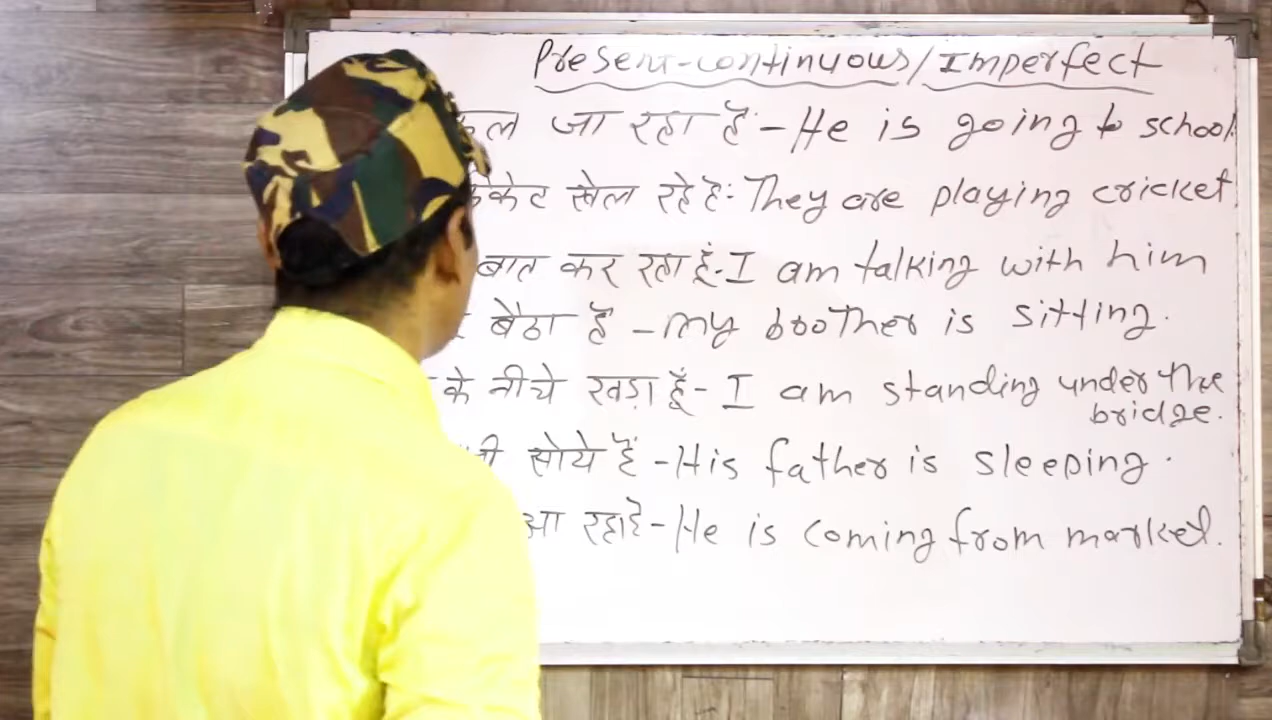 Present-continuous/Imperfect
जा रहा है - He is going to school
खेल रहे है: They are playing cricket
बात कर रहा हूँ - I am talking with him
बैठा है - my brother is sitting.
के नीचे खड़ा हूँ - I am standing under the
bridge.
सोये हैं - His father is sleeping.
आ रहा है - He is coming from market.